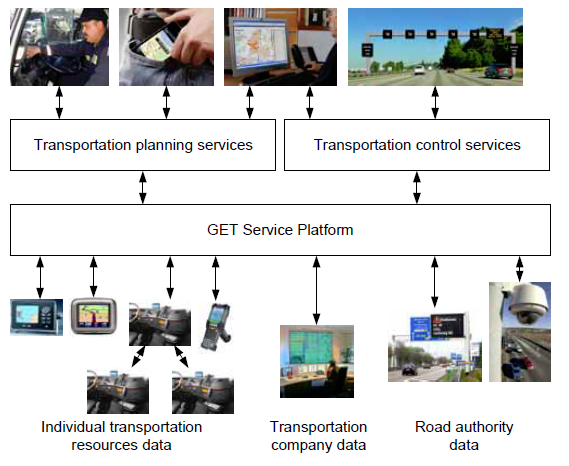 Transportation planning services
Transportation control services
GET Service Platform
Individual transportation
resources data
Transportation
company data
Road authority
data